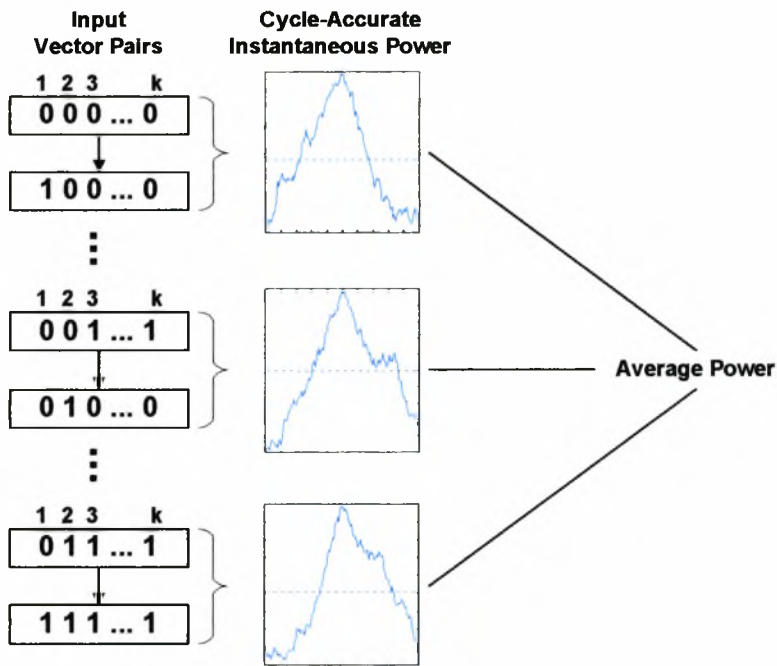 Input
Vector Pairs
Cycle-Accurate
Instantaneous Power
1 2 3 k
0 0 0 ... 0
1 0 0 ... 0
1 2 3 k
0 0 1 ... 1
0 1 0 ... 0
Average Power
1 2 3 k
0 1 1 ... 1
1 1 1 ... 1